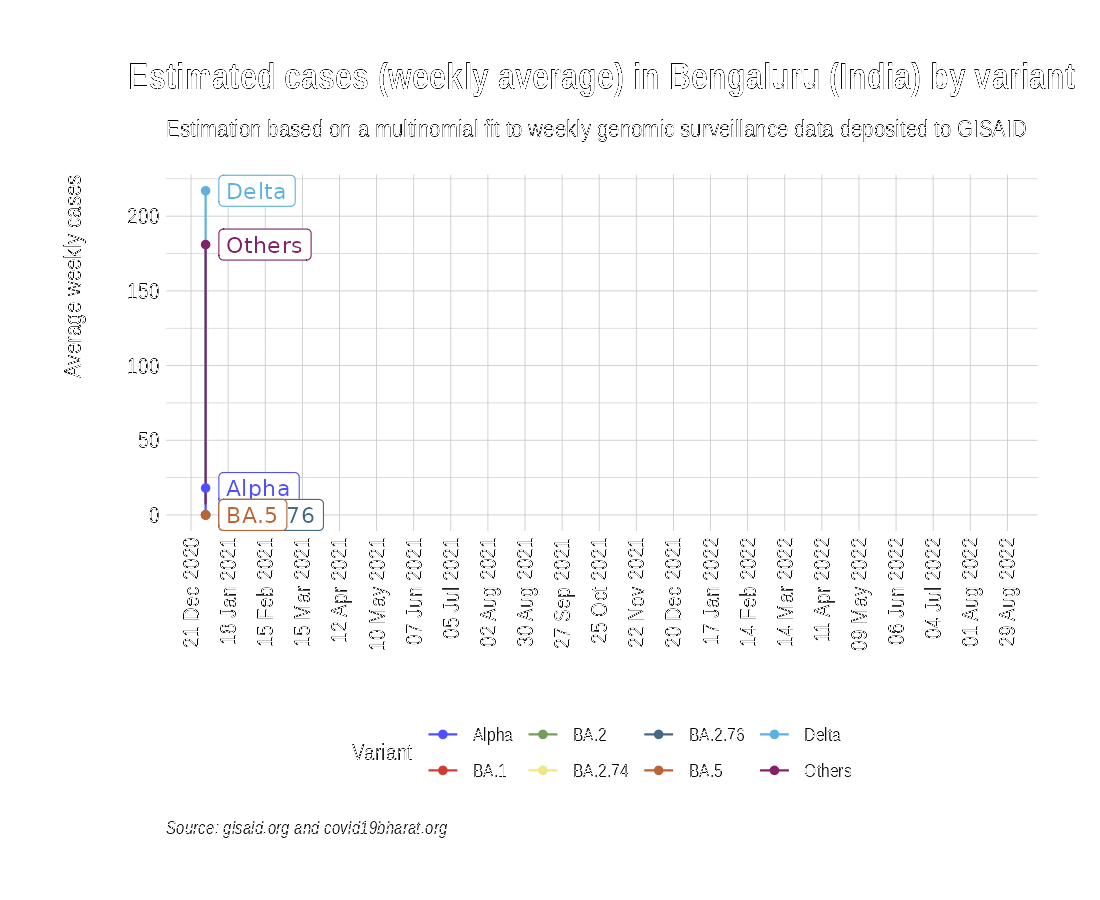 Estimated cases (weekly average) in Bengaluru (India) by variant
Estimation based on a multinomial fit to weekly genomic surveillance data deposited to GISAID
Average weekly cases
200
150
100
50
0
Delta
Others
Alpha
BA.5
76
21 Dec 2020
18 Jan 2021
15 Feb 2021
15 Mar 2021
12 Apr 2021
10 May 2021
07 Jun 2021
05 Jul 2021
02 Aug 2021
30 Aug 2021
27 Sep 2021
25 Oct 2021
22 Nov 2021
20 Dec 2021
17 Jan 2022
14 Feb 2022
14 Mar 2022
11 Apr 2022
09 May 2022
06 Jun 2022
04 Jul 2022
01 Aug 2022
29 Aug 2022
Variant
Alpha BA.2 BA.2.76 Delta
BA.1 BA.2.74 BA.5 Others
Source: gisaid.org and covid19bharat.org